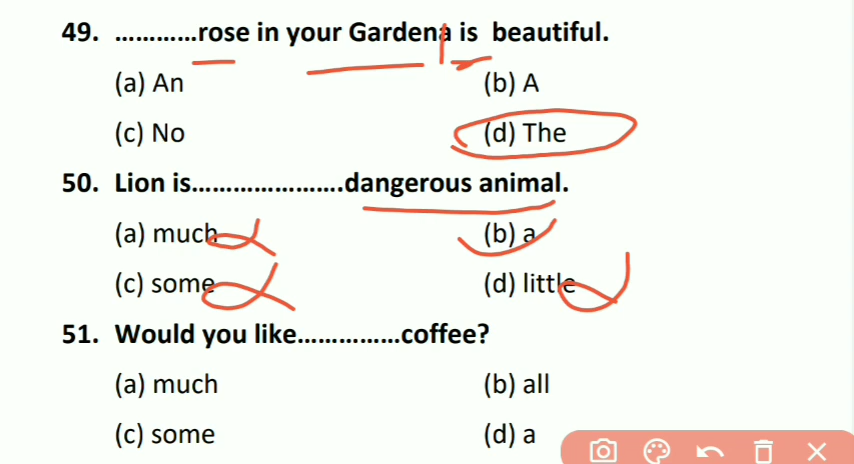 49. ............rose in your Gardena is beautiful.
(a) An (b) A
(c) No (d) The
50. Lion is......................dangerous animal.
(a) much (b) a
(c) some (d) little
51. Would you like...............coffee?
(a) much (b) all
(c) some (d) a